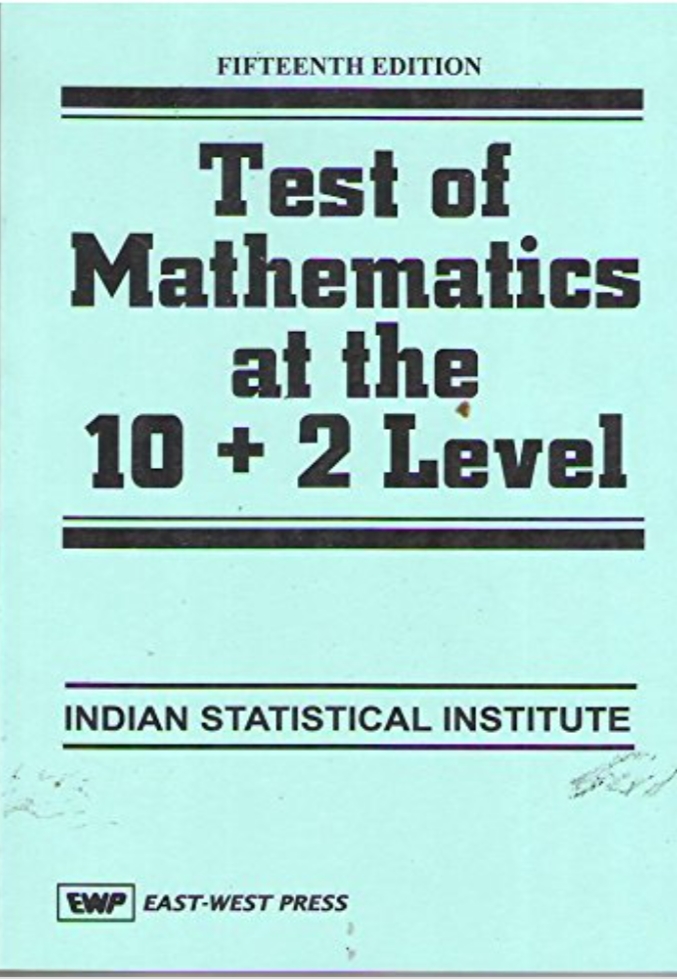 FIFTEENTH EDITION
Test of
Mathematics
at the
10 + 2 Level
INDIAN STATISTICAL INSTITUTE
EWP EAST-WEST PRESS